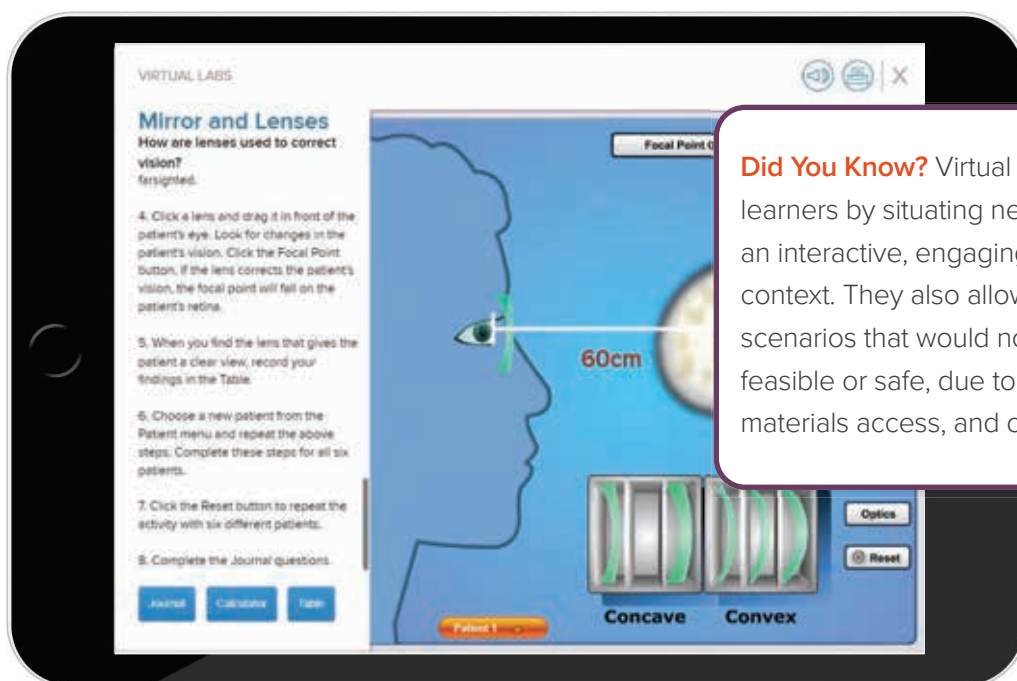 VIRTUAL LABS
Mirror and Lenses
How are lenses used to correct
vision?
farsighted.
4. Click a lens and drag it in front of the
patient's eye. Look for changes in the
patient's vision. Click the Focal Point
button. If the lens corrects the patient's
vision, the focal point will fall on the
patient's retina.
5. When you find the lens that gives the
patient a clear view, record your
findings in the Table.
6. Choose a new patient from the
Patient menu and repeat the above
steps. Complete these steps for all six
patients.
7. Click the Reset button to repeat the
activity with six different patients.
8. Complete the Journal questions.
Journal
Calculator
Table
Focal Point
60cm
Concave
Convex
Optics
Reset
Patient 1
Did You Know? Virtual
learners by situating
an interactive,
context. They also
scenarios that would
feasible or safe, due to
materials access, and